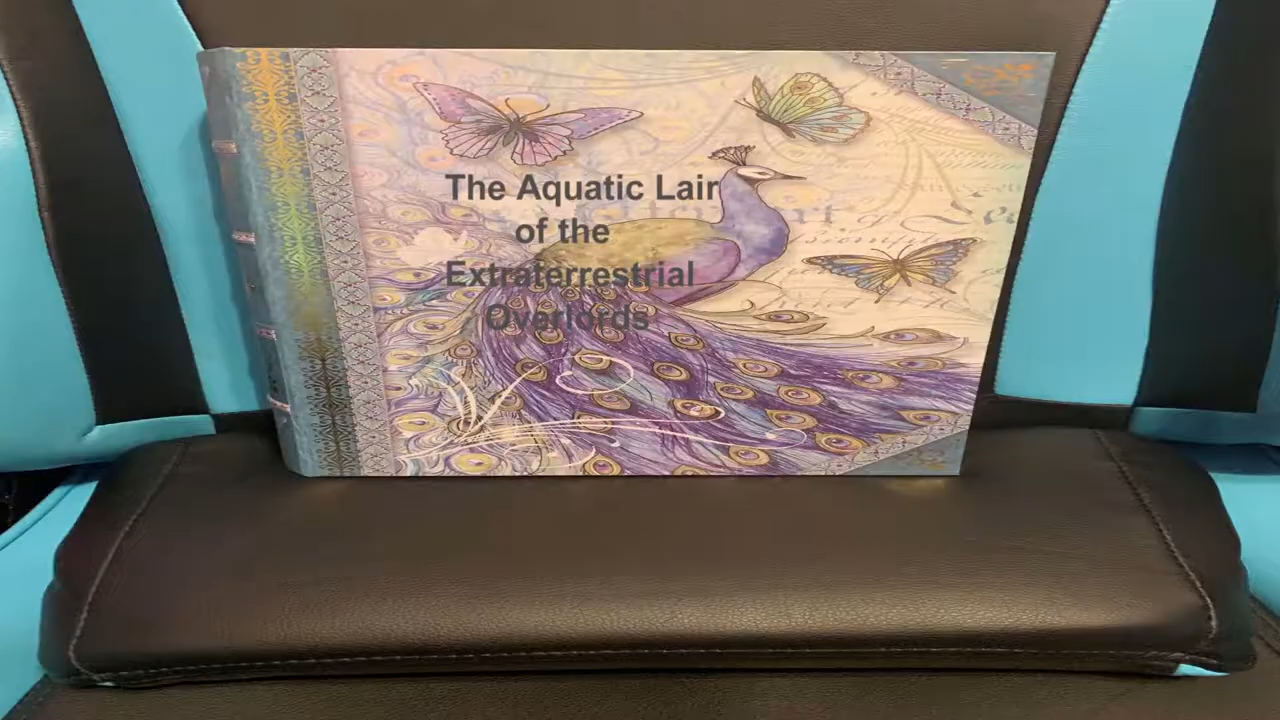 The Aquatic Lair
of the
Extraterrestrial
Overlords